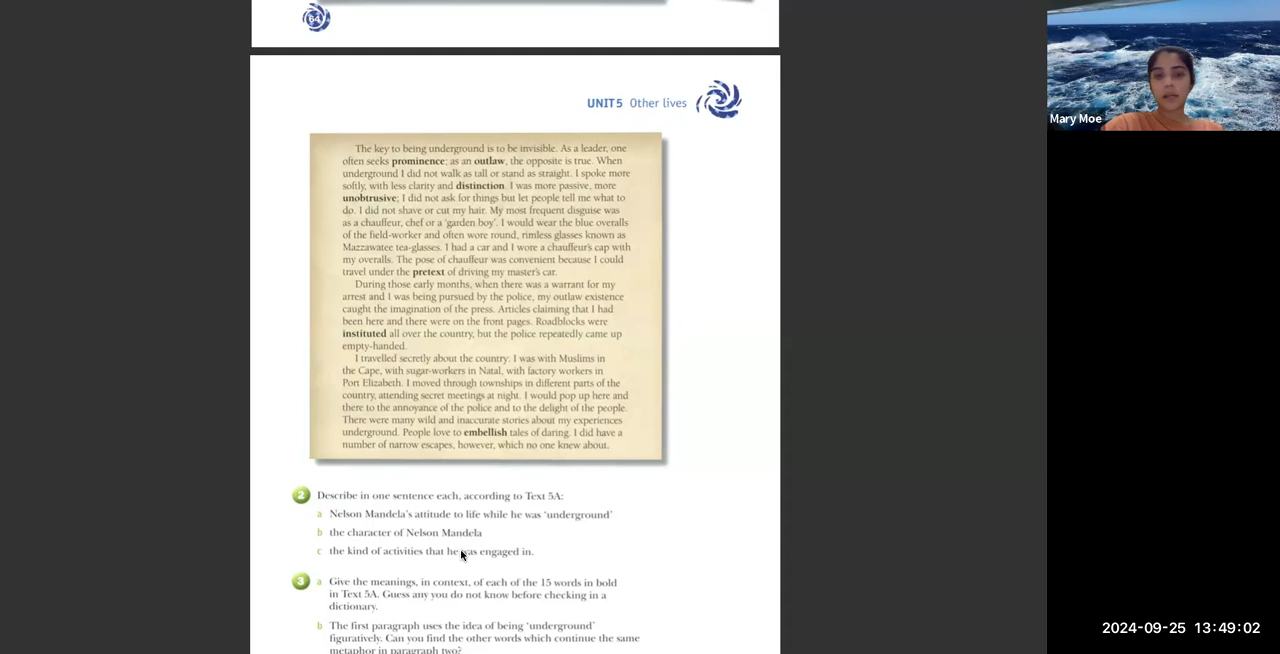 64
UNIT 5 Other lives
The key to being underground is to be invisible. As a leader, one
often seeks prominence; as an outlaw, the opposite is true. When
underground I did not walk as tall or stand as straight. I spoke more
softly, with less clarity and distinction. I was more passive, more
unobtrusive; I did not ask for things but let people tell me what to
do. I did not shave or cut my hair. My most frequent disguise was
as a chauffeur, chef or a 'garden boy'. I would wear the blue overalls
of the field-worker and often wore round, rimless glasses known as
Mazzawatee tea-glasses. I had a car and I wore a chauffeur's cap with
my overalls. The pose of chauffeur was convenient because I could
travel under the pretext of driving my master's car.
During those early months, when there was a warrant for my
arrest and I was being pursued by the police, my outlaw existence
caught the imagination of the press. Articles claiming that I had
been here and there were on the front pages. Roadblocks were
instituted all over the country, but the police repeatedly came up
empty-handed.
I travelled secretly about the country. I was with Muslims in
the Cape, with sugar-workers in Natal, with factory workers in
Port Elizabeth. I moved through townships in different parts of the
country, attending secret meetings at night. I would pop up here and
there to the annoyance of the police and to the delight of the people.
There were many wild and inaccurate stories about my experiences
underground. People love to embellish tales of daring. I did have a
number of narrow escapes, however, which no one knew about.
2 Describe in one sentence each, according to Text 5A:
a Nelson Mandela's attitude to life while he was 'underground'
b the character of Nelson Mandela
c the kind of activities that he was engaged in.
3 a Give the meanings, in context, of each of the 15 words in bold
in Text 5A. Guess any you do not know before checking in a
dictionary.
b The first paragraph uses the idea of being 'underground'
figuratively. Can you find the other words which continue the same
metaphor in paragraph two?
Mary Moe
2024-09-25 13:49:02